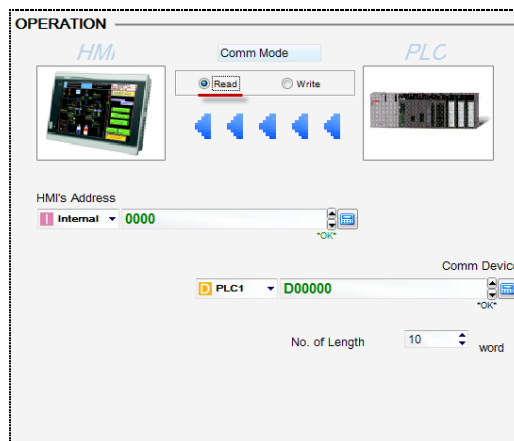 OPERATION
HMI
Comm Mode
PLC
Read
Write
HMI's Address
I Internal 0000
*OK*
Comm Device
D PLC1 D00000
*OK*
No. of Length 10 word